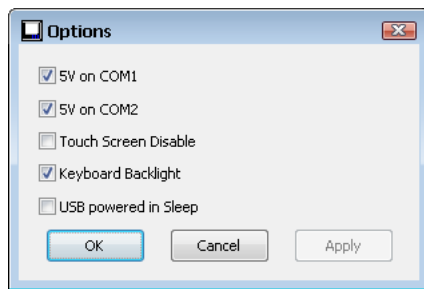 Options
5V on COM1
5V on COM2
Touch Screen Disable
Keyboard Backlight
USB powered in Sleep
OK Cancel Apply